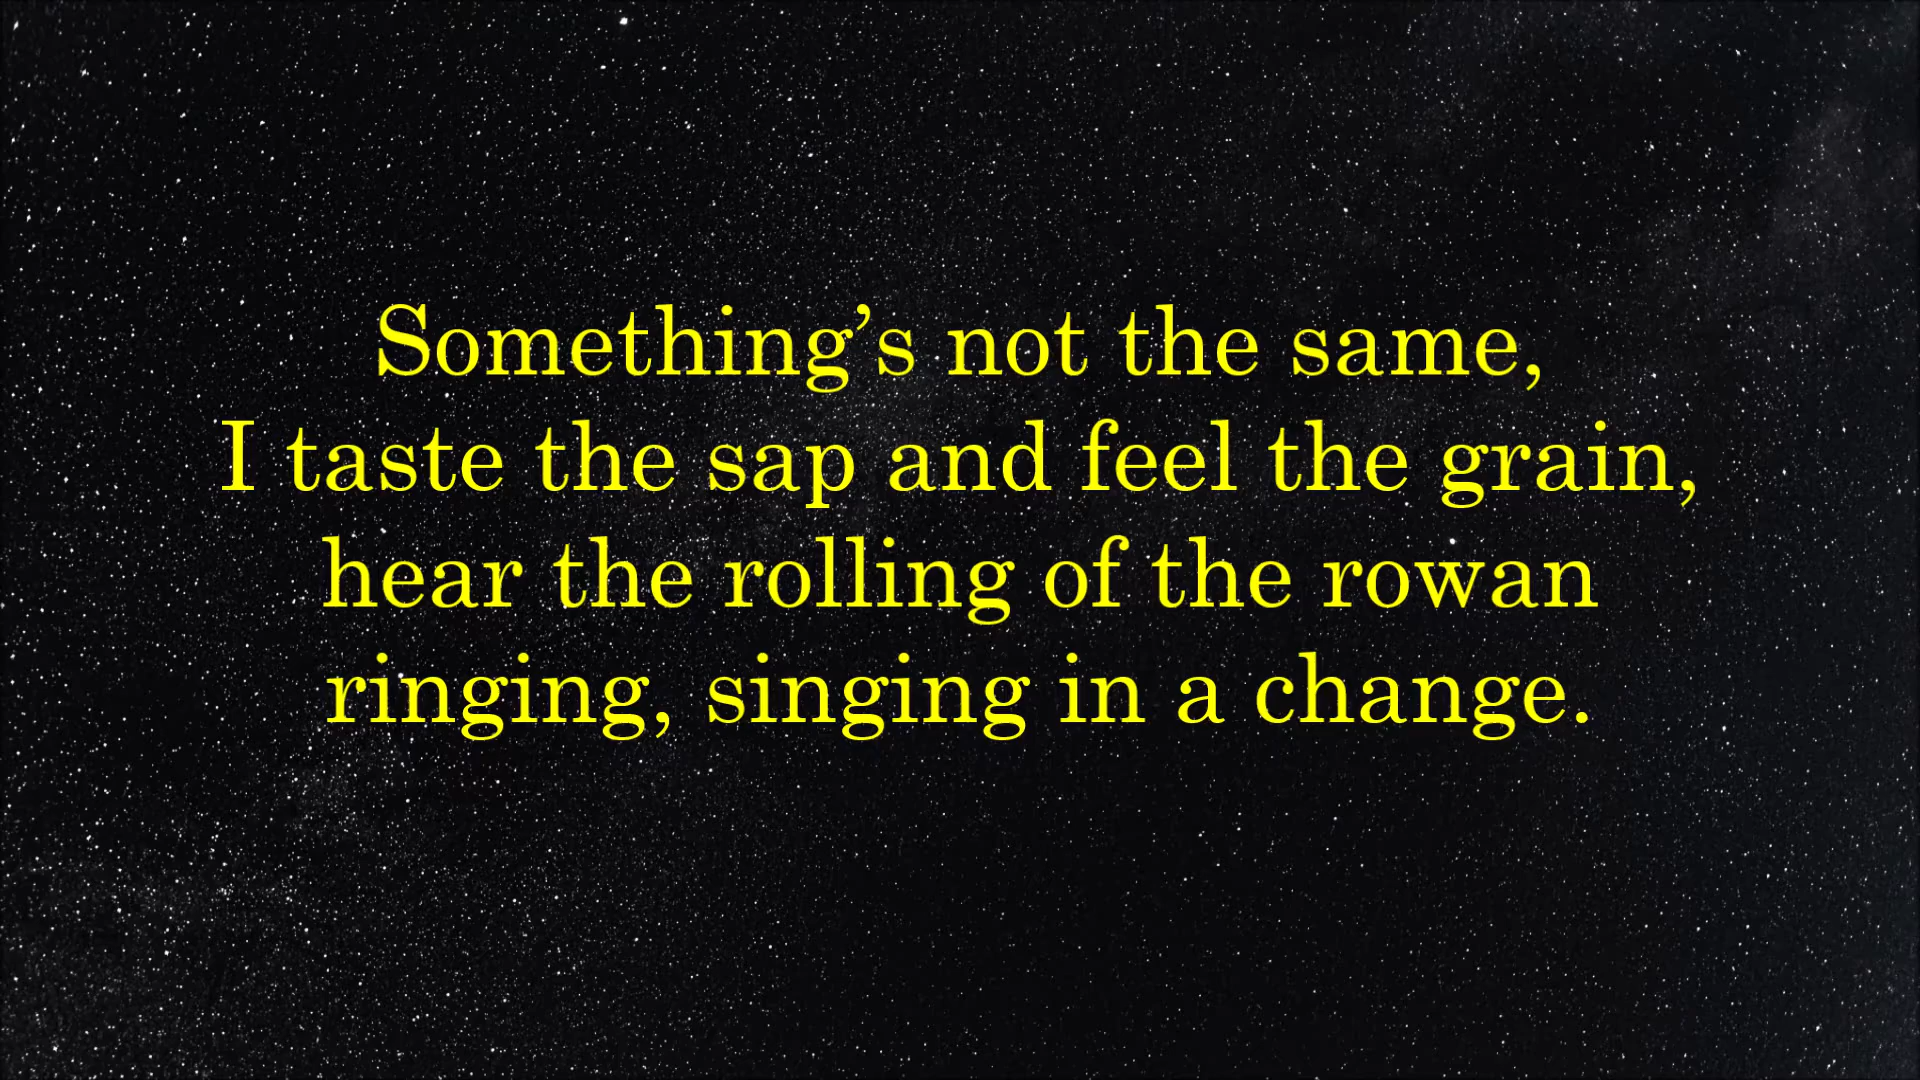 Something’s not the same,
I taste the sap and feel the grain,
hear the rolling of the rowan
ringing, singing in a change.